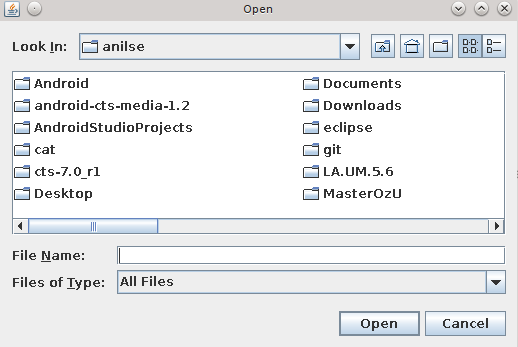 Open
Look In: anilse
Android
android-cts-media-1.2
AndroidStudioProjects
cat
cts-7.0_r1
Desktop
Documents
Downloads
eclipse
git
LA.UM.5.6
MasterOzU
File Name:
Files of Type: All Files
Open Cancel